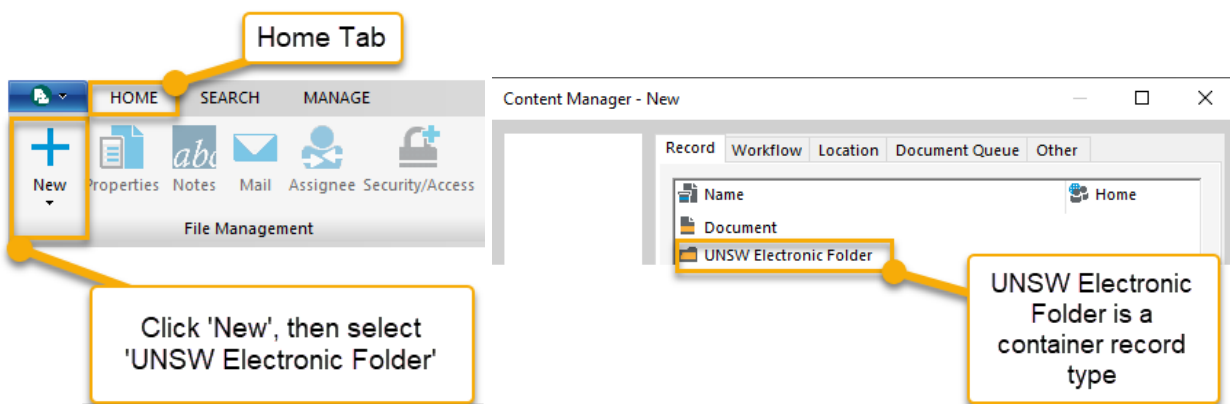 Home Tab
HOME SEARCH MANAGE
New Properties Notes Mail Assignee Security/Access
File Management
Click 'New', then select
'UNSW Electronic Folder'
Content Manager - New
Record Workflow Location Document Queue Other
Name Home
Document
UNSW Electronic Folder
UNSW Electronic
Folder is a
container record
type